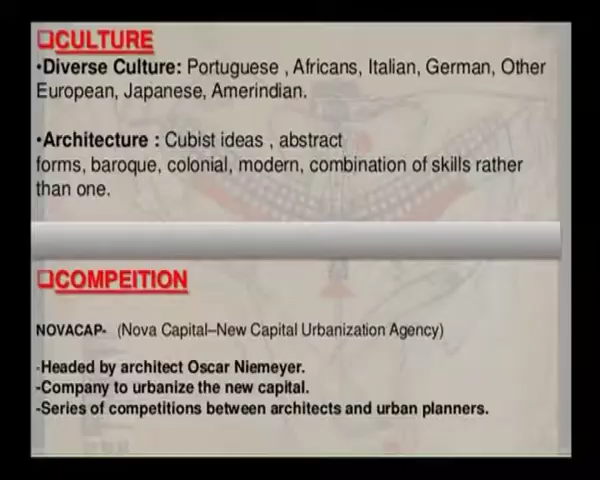 ❑CULTURE
•Diverse Culture: Portuguese , Africans, Italian, German, Other
European, Japanese, Amerindian.
•Architecture : Cubist ideas , abstract
forms, baroque, colonial, modern, combination of skills rather
than one.
❑COMPEITION
NOVACAP- (Nova Capital–New Capital Urbanization Agency)
-Headed by architect Oscar Niemeyer.
-Company to urbanize the new capital.
-Series of competitions between architects and urban planners.